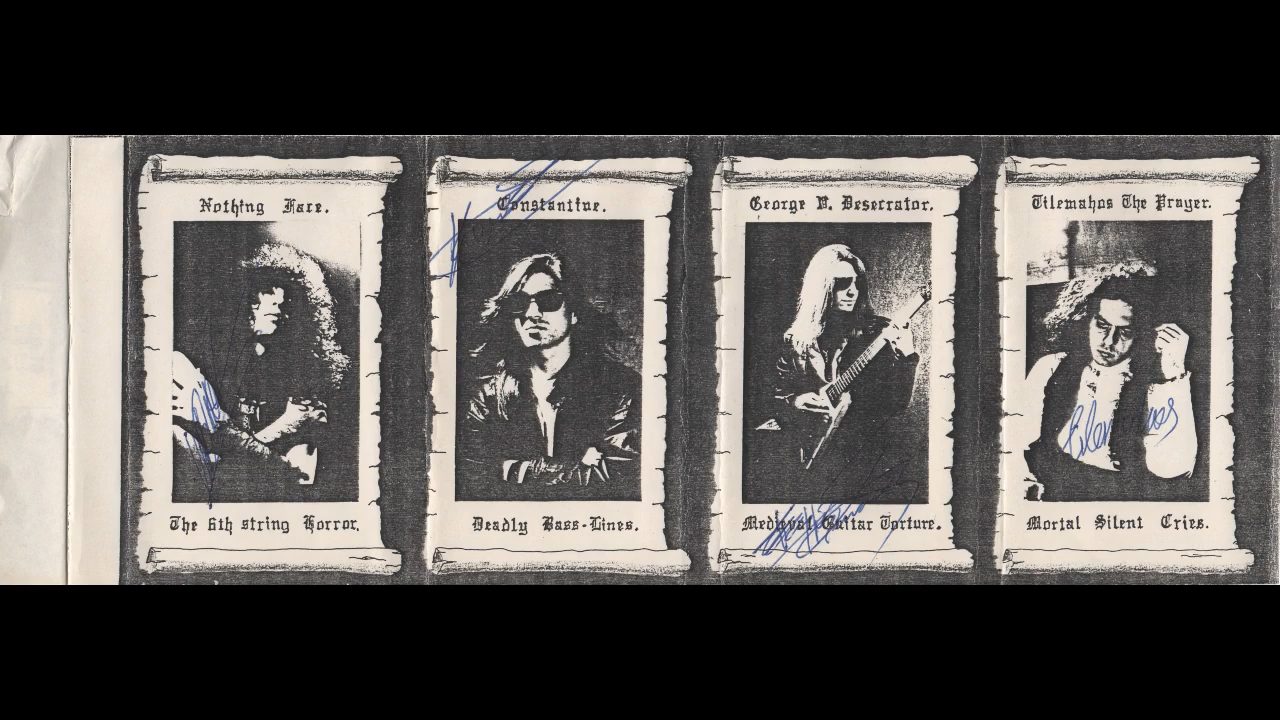 Nothing Face.
The 6th string Horror.
Constantine.
Deadly Bass-Lines.
George V. Desecrator.
Medieval Guitar Torture.
Tilemahos The Prayer.
Mortal Silent Cries.